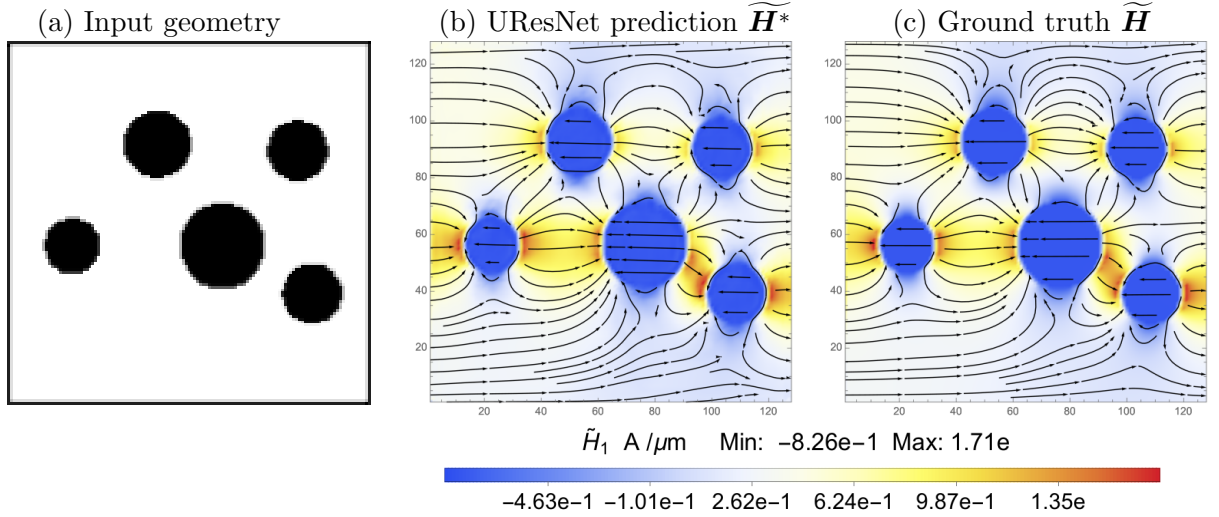 (a) Input geometry
(b) UResNet prediction H̃*
(c) Ground truth H̃
120
100
80
60
40
20
20 40 60 80 100 120
120
100
80
60
40
20
20 40 60 80 100 120
H̃₁ A /μm Min: -8.26e-1 Max: 1.71e
-4.63e-1 -1.01e-1 2.62e-1 6.24e-1 9.87e-1 1.35e